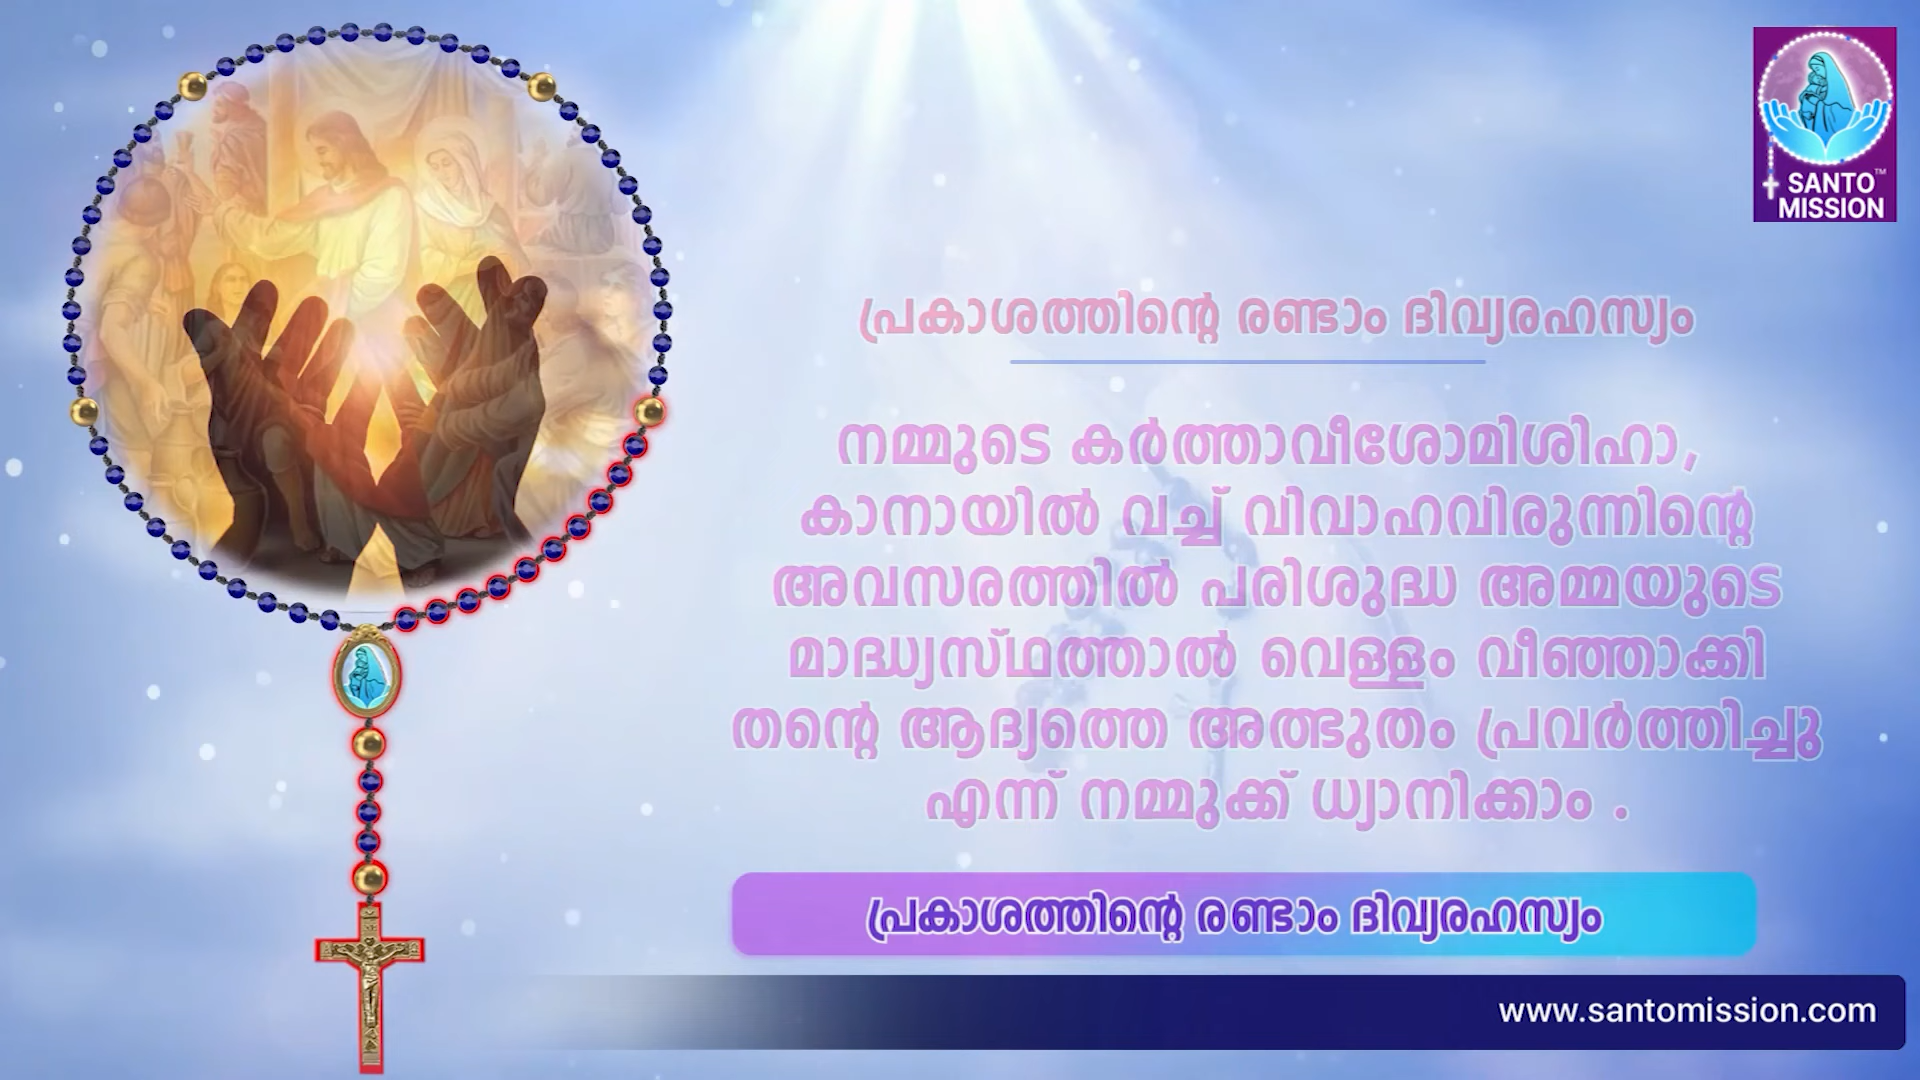 SANTO™
MISSION
പ്രകാശത്തിന്റെ രണ്ടാം ദിവ്യരഹസ്യം
നമ്മുടെ കർത്താവീശോമിശിഹാ,
കാനായിൽ വച്ച് വിവാഹവിരുന്നിന്റെ
അവസരത്തിൽ പരിശുദ്ധ അമ്മയുടെ
മാദ്ധ്യസ്ഥത്താൽ വെള്ളം വീഞ്ഞാക്കി
തന്റെ ആദ്യത്തെ അത്ഭുതം പ്രവർത്തിച്ചു
എന്ന് നമ്മുക്ക് ധ്യാനിക്കാം .
പ്രകാശത്തിന്റെ രണ്ടാം ദിവ്യരഹസ്യം
www.santomission.com